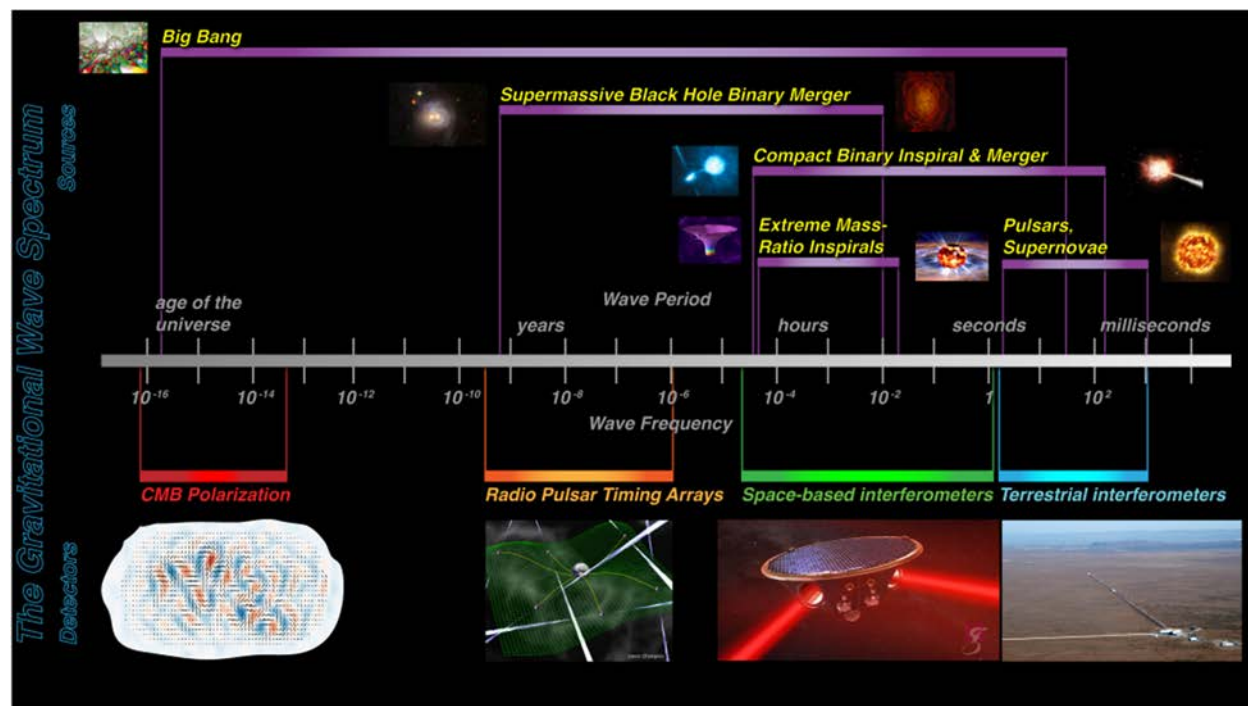 The Gravitational Wave Spectrum
Sources
Detectors
Big Bang
Supermassive Black Hole Binary Merger
Compact Binary Inspiral & Merger
Extreme Mass-
Ratio Inspirals
Pulsars,
Supernovae
age of the
universe
Wave Period
years
hours
seconds
milliseconds
10⁻¹⁶
10⁻¹⁴
10⁻¹²
10⁻¹⁰
10⁻⁸
10⁻⁶
10⁻⁴
10⁻²
1
10²
Wave Frequency
CMB Polarization
Radio Pulsar Timing Arrays
Space-based interferometers
Terrestrial interferometers